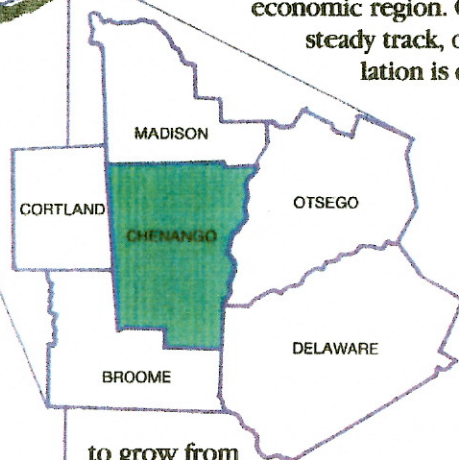 economic region.
steady track,
lation is
MADISON
CORTLAND
OTSEGO
CHENANGO
DELAWARE
BROOME
to grow from